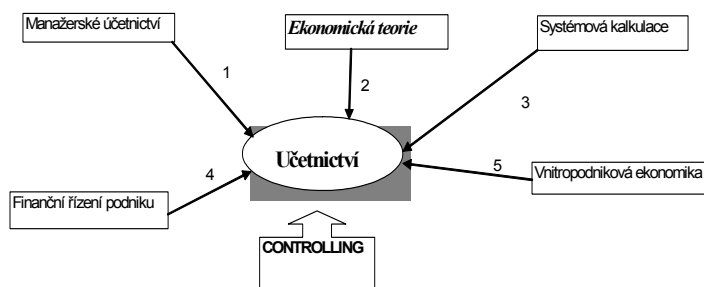 Manažerské účetnictví
Ekonomická teorie
Systémová kalkulace
1
2
3
Účetnictví
4
5
Vnitropodniková ekonomika
Finanční řízení podniku
CONTROLLING